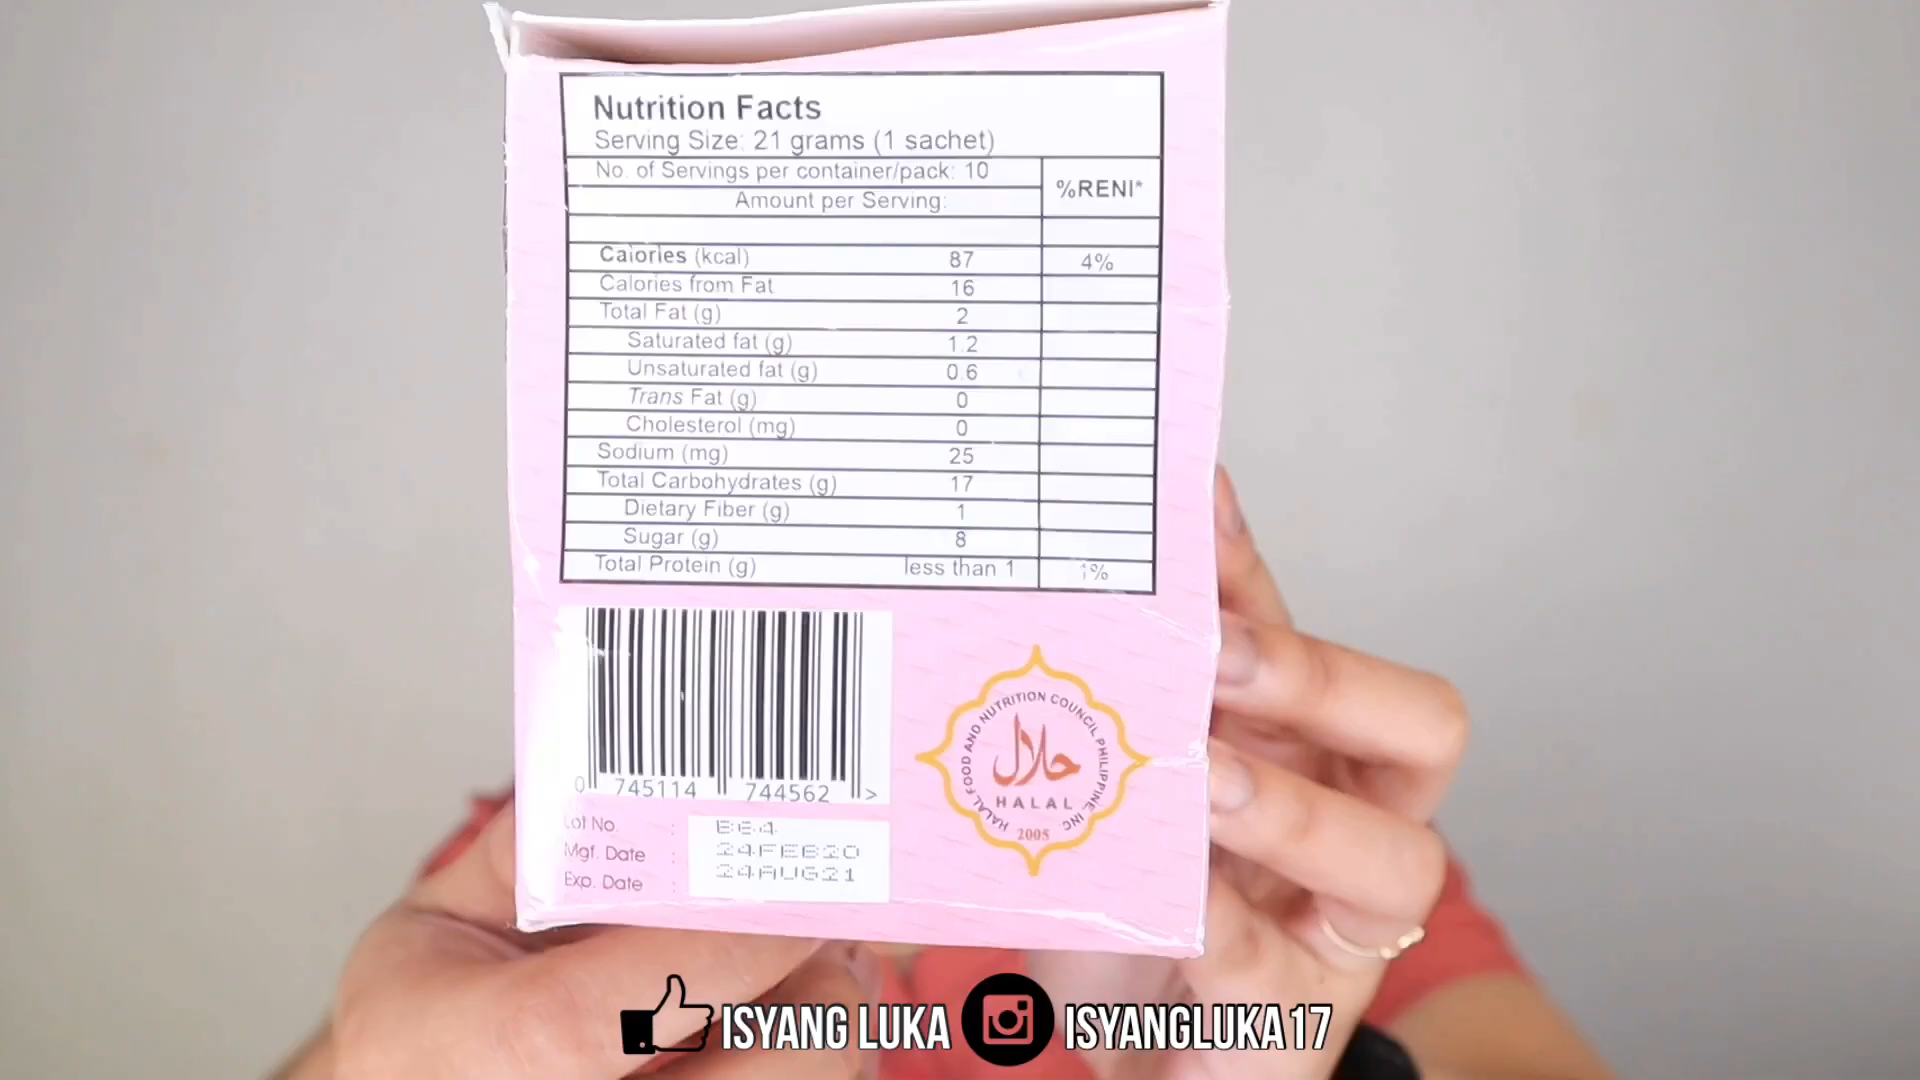 Nutrition Facts
Serving Size: 21 grams (1 sachet)
No. of Servings per container/pack: 10
%RENI*
Amount per Serving:
Calories (kcal) 87 4%
Calories from Fat 16
Total Fat (g) 2
Saturated fat (g) 1.2
Unsaturated fat (g) 0.6
Trans Fat (g) 0
Cholesterol (mg) 0
Sodium (mg) 25
Total Carbohydrates (g) 17
Dietary Fiber (g) 1
Sugar (g) 8
Total Protein (g) less than 1 1%
0 745114 744562 >
HALAL FOOD AND NUTRITION COUNCIL PHILIPPINE, INC.
حلال
HALAL
2005
Lot No. : BE4
Mgf. Date : 24FEB20
Exp. Date : 24AUG21
ISYANG LUKA ISYANGLUKA17